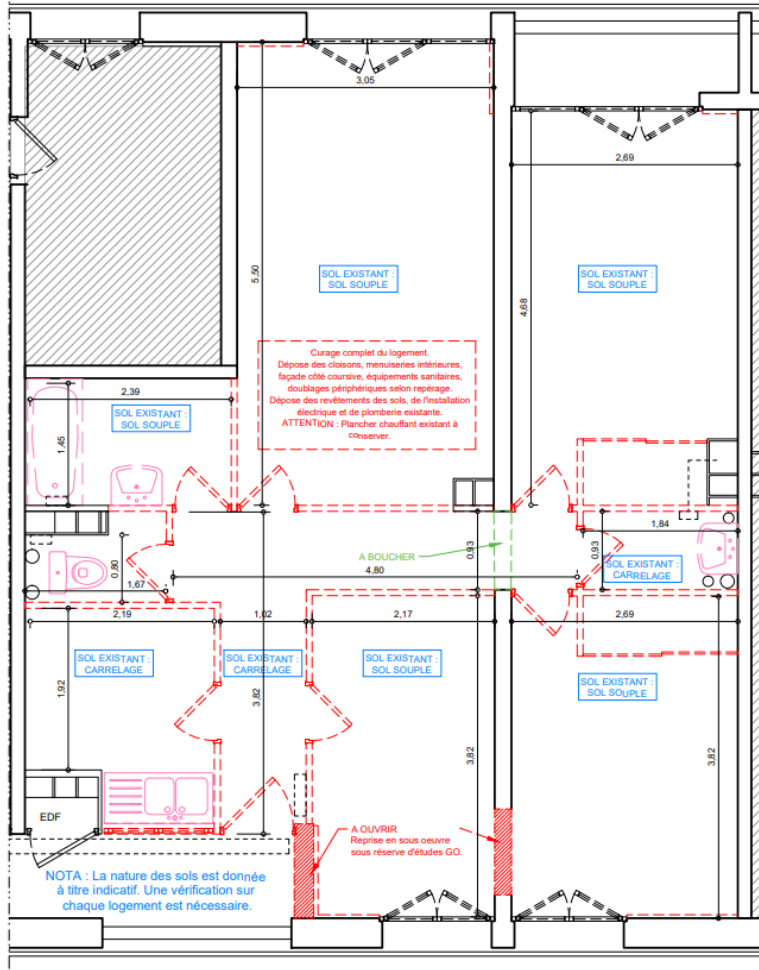 3,05
2,69
SOL EXISTANT :
SOL SOUPLE
SOL EXISTANT :
SOL SOUPLE
5,50
4,68
Curage complet du logement.
Dépose des cloisons, menuiseries intérieures,
façade côté coursive, équipements sanitaires,
doublages périphériques selon repérage.
Dépose des revêtements des sols, de l'installation
électrique et de plomberie existante.
ATTENTION : Plancher chauffant existant à
conserver.
2,39
SOL EXISTANT :
SOL SOUPLE
1,45
1,84
0,93
0,93
A BOUCHER
0,80
4,80
1,67
SOL EXISTANT :
CARRELAGE
2,19
1,02
2,17
2,69
SOL EXISTANT :
CARRELAGE
SOL EXISTANT :
CARRELAGE
SOL EXISTANT :
SOL SOUPLE
SOL EXISTANT :
SOL SOUPLE
1,92
3,82
3,82
3,82
EDF
A OUVRIR
Reprise en sous oeuvre
sous réserve d'études GO.
NOTA : La nature des sols est donnée
à titre indicatif. Une vérification sur
chaque logement est nécessaire.